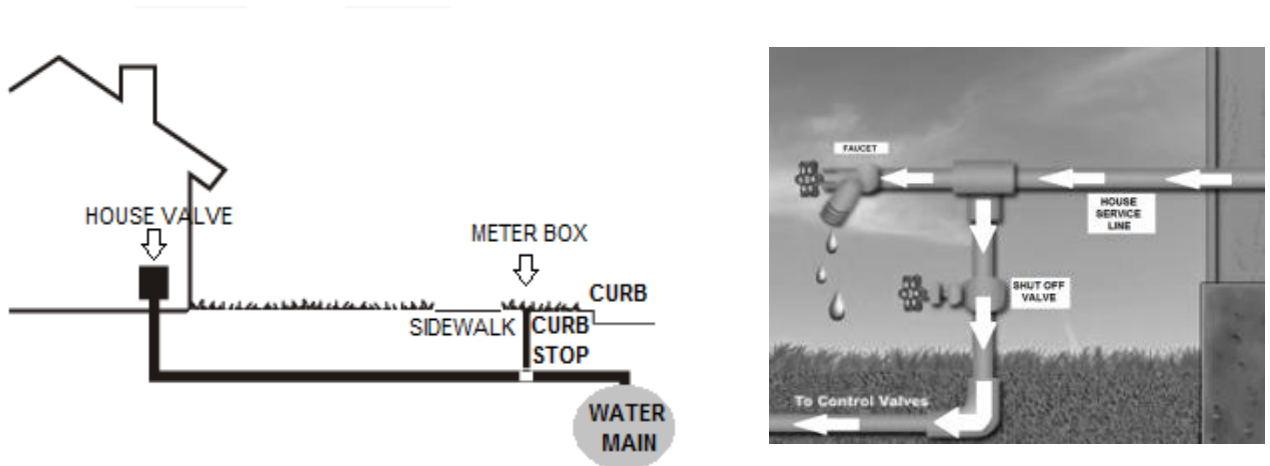 HOUSE VALVE
METER BOX
CURB
SIDEWALK
CURB
STOP
WATER
MAIN
FAUCET
HOUSE
SERVICE
LINE
SHUT OFF
VALVE
To Control Valves